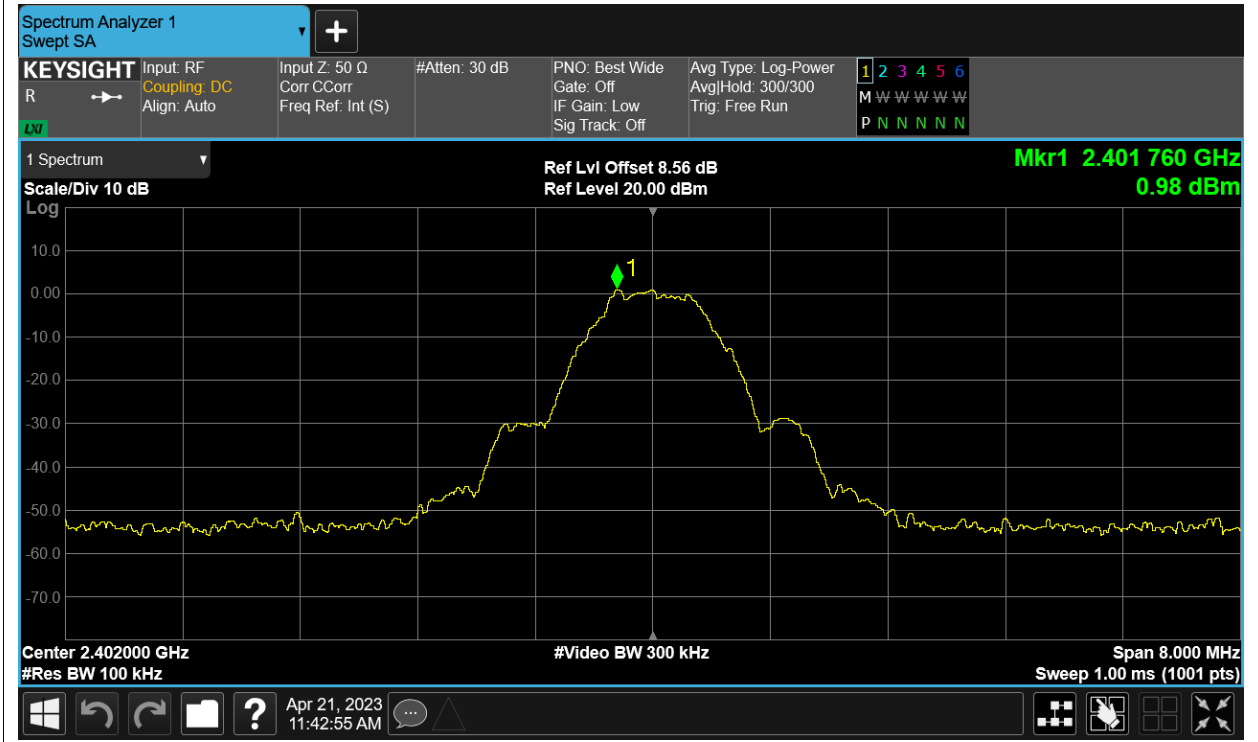 Spectrum Analyzer 1
Swept SA
KEYSIGHT
R
LXI
Input: RF
Coupling: DC
Align: Auto
Input Z: 50 Ω
Corr CCorr
Freq Ref: Int (S)
#Atten: 30 dB
PNO: Best Wide
Gate: Off
IF Gain: Low
Sig Track: Off
Avg Type: Log-Power
Avg|Hold: 300/300
Trig: Free Run
1 2 3 4 5 6
M W W W W W
P N N N N N
1 Spectrum
Scale/Div 10 dB
Log
Ref Lvl Offset 8.56 dB
Ref Level 20.00 dBm
Mkr1 2.401 760 GHz
0.98 dBm
1
10.0
0.00
-10.0
-20.0
-30.0
-40.0
-50.0
-60.0
-70.0
Center 2.402000 GHz
#Res BW 100 kHz
#Video BW 300 kHz
Span 8.000 MHz
Sweep 1.00 ms (1001 pts)
?
Apr 21, 2023
11:42:55 AM